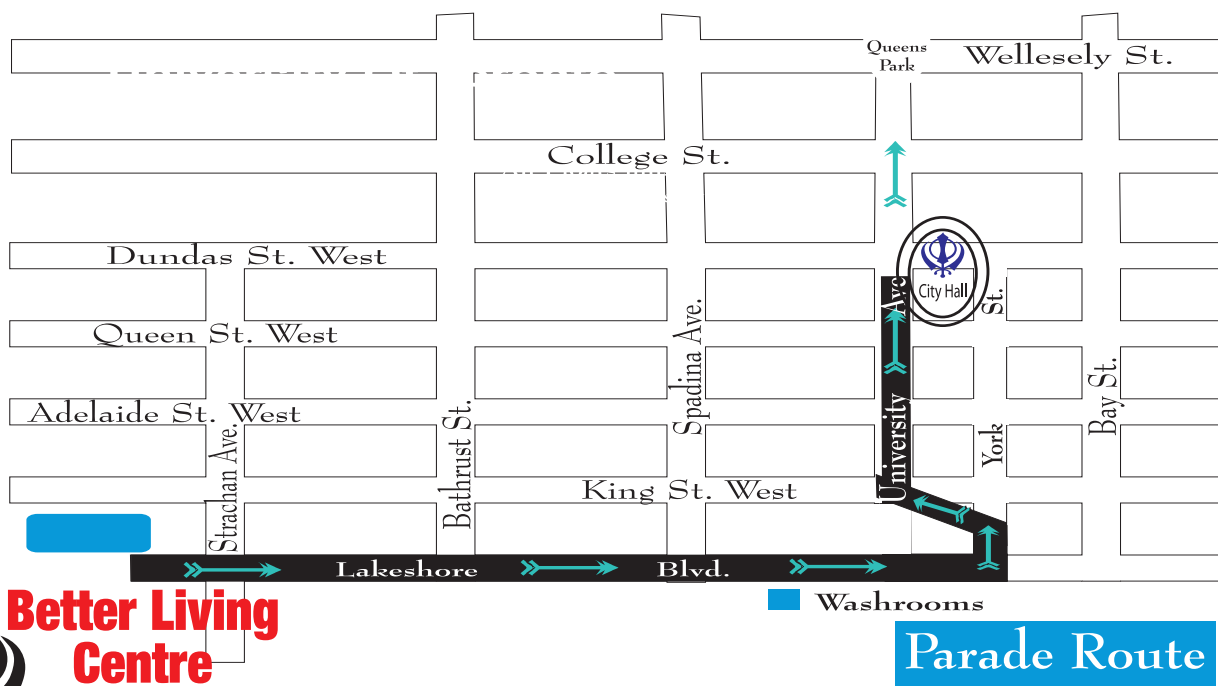 Queens
Park
Wellesely St.
College St.
Dundas St. West
City Hall
Queen St. West
Adelaide St. West
King St. West
Strachan Ave.
Bathrust St.
Spadina Ave.
University Ave
York St.
Bay St.
Lakeshore Blvd.
Washrooms
Better Living
Centre
Parade Route